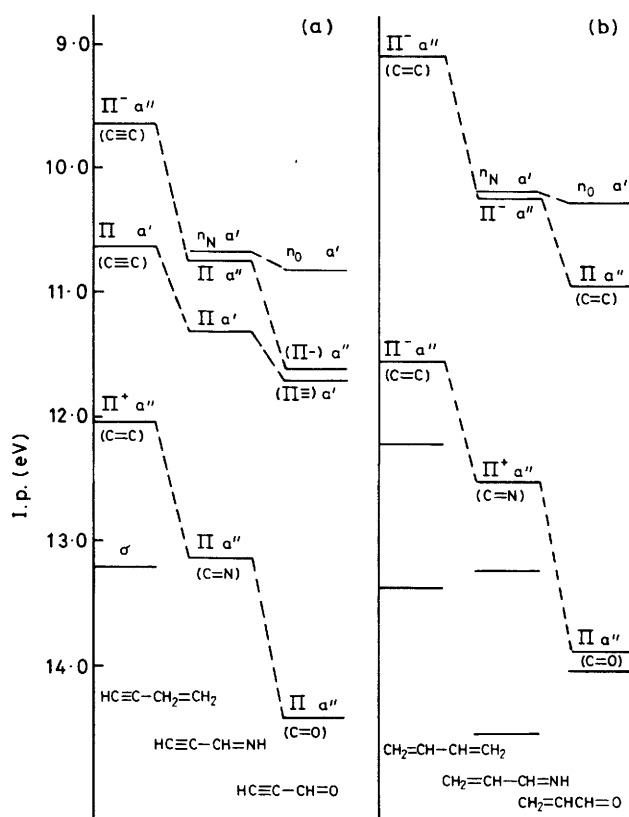 (a)
(b)
I.p. (eV)
9·0
10·0
11·0
12·0
13·0
14·0
Π⁻ a″
(C≡C)
Π a′
(C≡C)
Π⁺ a″
(C=C)
σ
n_N a′
Π a″
Π a′
Π a″
(C=N)
n_O a′
(Π-) a″
(Π≡) a′
Π a″
(C=O)
HC≡C-CH₂=CH₂
HC≡C-CH=NH
HC≡C-CH=O
Π⁻ a″
(C=C)
Π⁻ a″
(C=C)
n_N a′
Π⁻ a″
Π⁺ a″
(C=N)
n_O a′
Π a″
(C=C)
Π a″
(C=O)
CH₂=CH-CH=CH₂
CH₂=CH-CH=NH
CH₂=CHCH=O